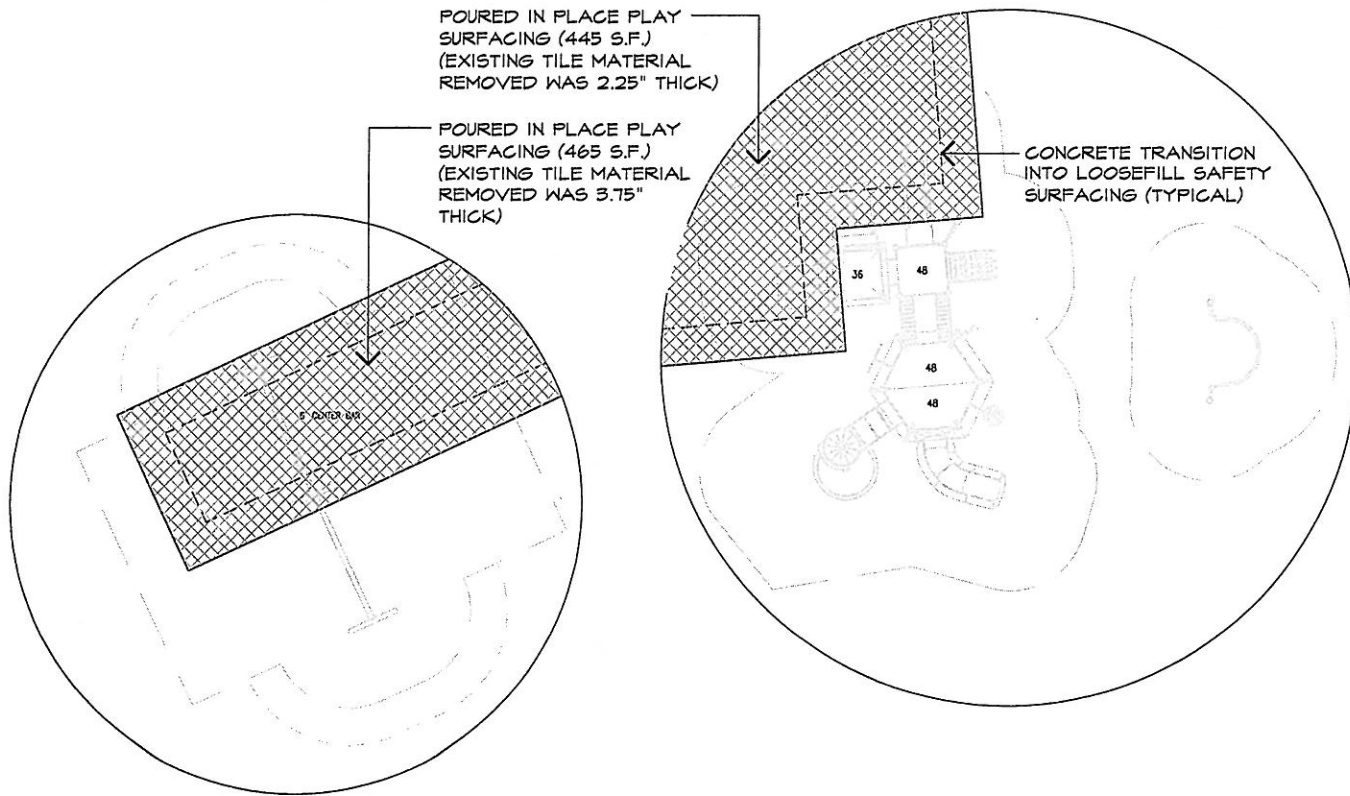 POURED IN PLACE PLAY
SURFACING (445 S.F.)
(EXISTING TILE MATERIAL
REMOVED WAS 2.25" THICK)
POURED IN PLACE PLAY
SURFACING (465 S.F.)
(EXISTING TILE MATERIAL
REMOVED WAS 3.75"
THICK)
CONCRETE TRANSITION
INTO LOOSEFILL SAFETY
SURFACING (TYPICAL)
36
48
48
48
CENTER